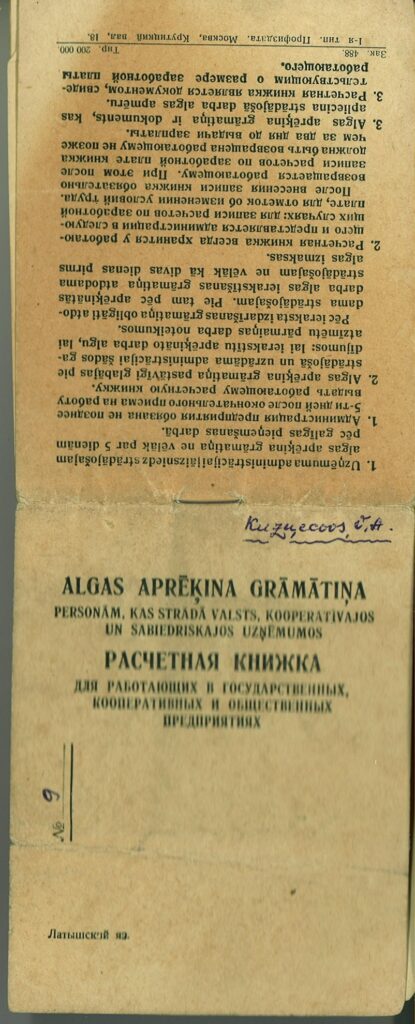 ALGAS APRĒĶINA GRĀMĀTIŅA
PERSONĀM, KAS STRĀDĀ VALSTS, KOOPERATĪVAJOS
UN SABIEDRISKAJOS UZŅĒMUMOS
РАСЧЕТНАЯ КНИЖКА
ДЛЯ РАБОТАЮЩИХ В ГОСУДАРСТВЕННЫХ,
КООПЕРАТИВНЫХ И ОБЩЕСТВЕННЫХ
ПРЕДПРИЯТИЯХ
№ 9
Латышский яз.
1. Uzņēmuma administrācijai jāizsniedz strādājošajam
algas aprēķina grāmatiņa ne vēlāk par 5 dienām
pēc galīgas pieņemšanas darbā.
1. Администрация предприятия обязана не позднее
5-ти дней после окончательного приема на работу
выдать работающему расчетную книжку.
2. Algas aprēķina grāmatiņa pastāvīgi glabājas pie
strādājošā un uzrādāma administrācijai šādos ga-
dījumos: lai ierakstītu aprēķināto darba algu, lai
atzīmētu pārmaiņas darba noteikumos.
Pēc ieraksta izdarīšanas grāmatiņa obligāti atdo-
dama strādājošajam. Pie tam pēc aprēķinātās
darba algas ierakstīšanas grāmatiņa atdodama
strādājošajam ne vēlāk kā divas dienas pirms
algas izmaksas.
2. Расчетная книжка всегда хранится у работаю-
щего и представляется администрации в следую-
щих случаях: для записи расчетов по заработной
плате, для отметок об изменении условий труда.
После внесения записи книжка обязательно
возвращается работающему. При этом после
записи расчетов по заработной плате книжка
должна быть возвращена работающему не позже
чем за два дня до выдачи зарплаты.
3. Algas aprēķina grāmatiņa ir dokuments, kas
apliecina strādājošā darba algas apmēru.
3. Расчетная книжка является документом, свиде-
тельствующим о размере заработной платы
работающего.
Зак. 488. Тир. 200 000.
1-я тип. Профиздата. Москва, Крутицкий вал, 18.